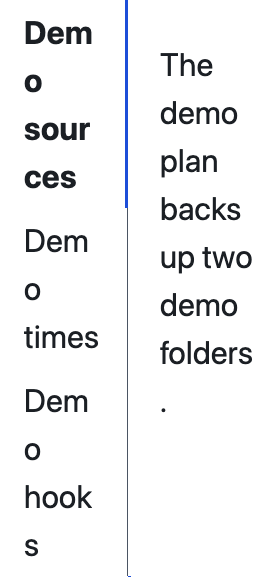 Dem
o
sour
ces
Dem
o
times
Dem
o
hook
s
The
demo
plan
backs
up two
demo
folders
.